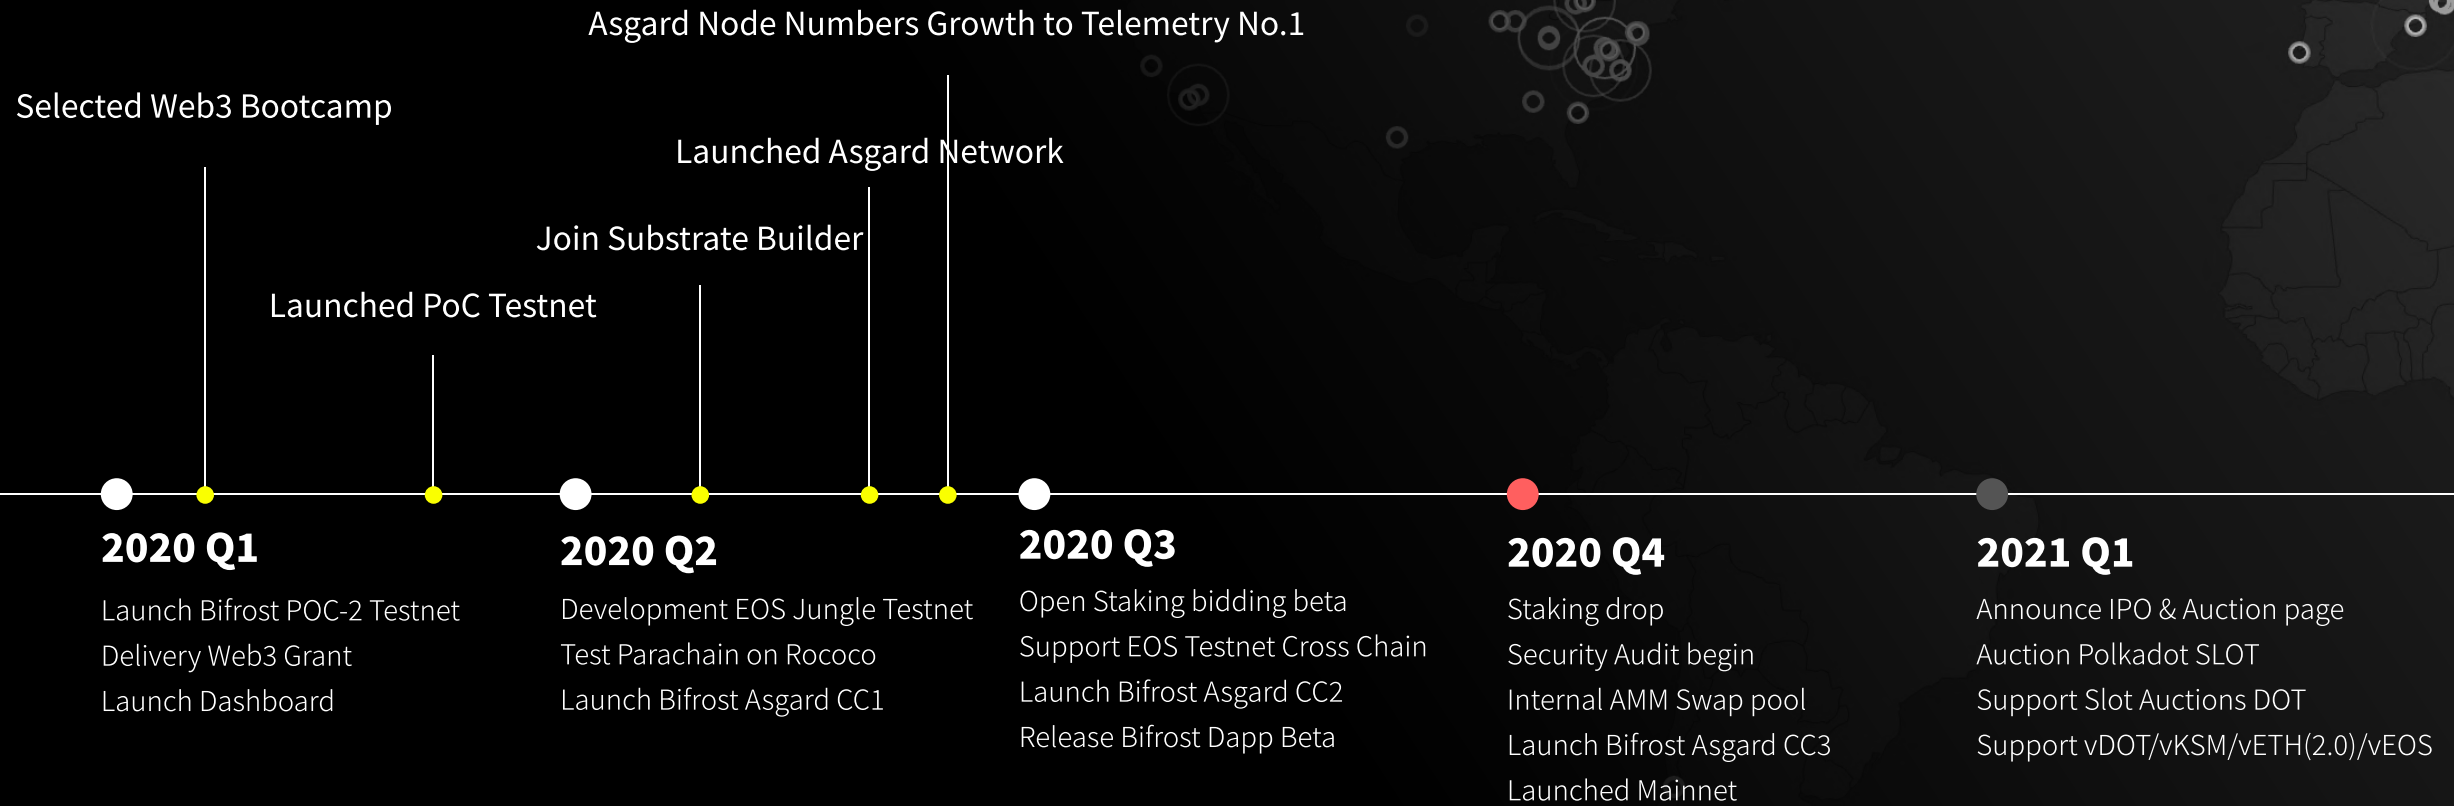 Asgard Node Numbers Growth to Telemetry No.1
Selected Web3 Bootcamp
Launched Asgard Network
Join Substrate Builder
Launched PoC Testnet
2020 Q1
Launch Bifrost POC-2 Testnet
Delivery Web3 Grant
Launch Dashboard
2020 Q2
Development EOS Jungle Testnet
Test Parachain on Rococo
Launch Bifrost Asgard CC1
2020 Q3
Open Staking bidding beta
Support EOS Testnet Cross Chain
Launch Bifrost Asgard CC2
Release Bifrost Dapp Beta
2020 Q4
Staking drop
Security Audit begin
Internal AMM Swap pool
Launch Bifrost Asgard CC3
Launched Mainnet
2021 Q1
Announce IPO & Auction page
Auction Polkadot SLOT
Support Slot Auctions DOT
Support vDOT/vKSM/vETH(2.0)/vEOS